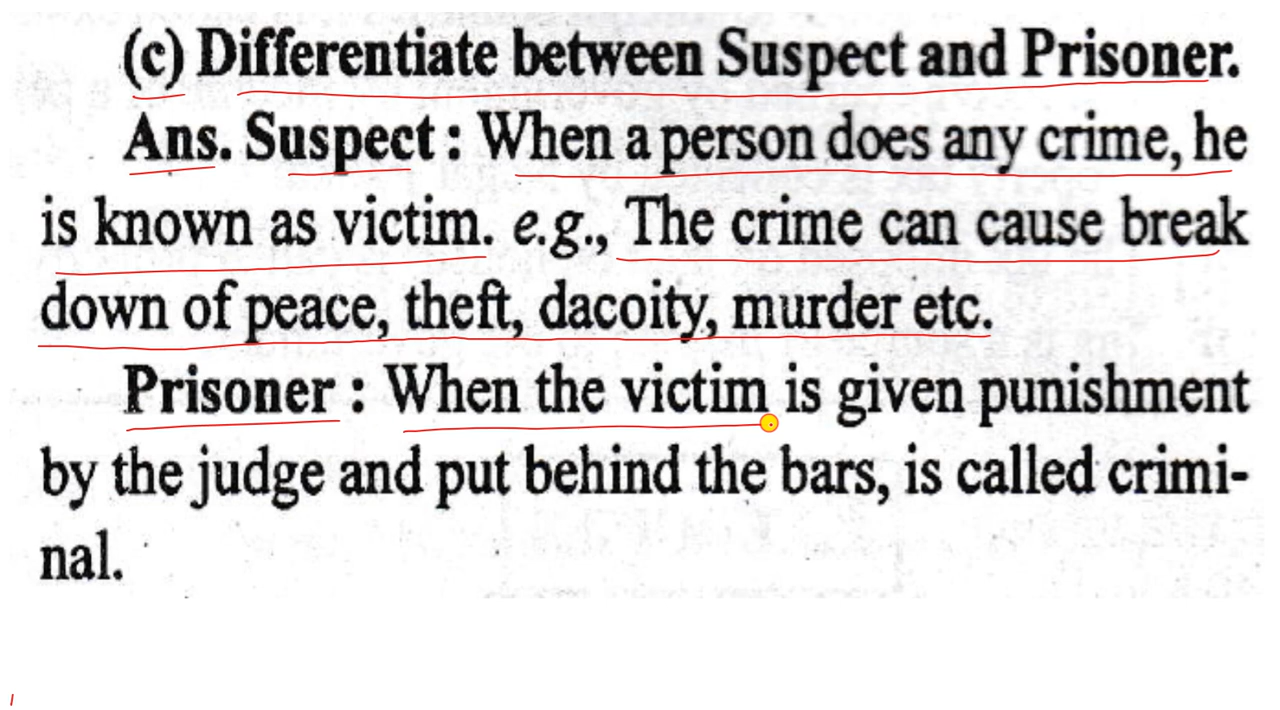 (c) Differentiate between Suspect and Prisoner.
Ans. Suspect : When a person does any crime, he
is known as victim. e.g., The crime can cause break
down of peace, theft, dacoity, murder etc.
Prisoner : When the victim is given punishment
by the judge and put behind the bars, is called crimi-
nal.